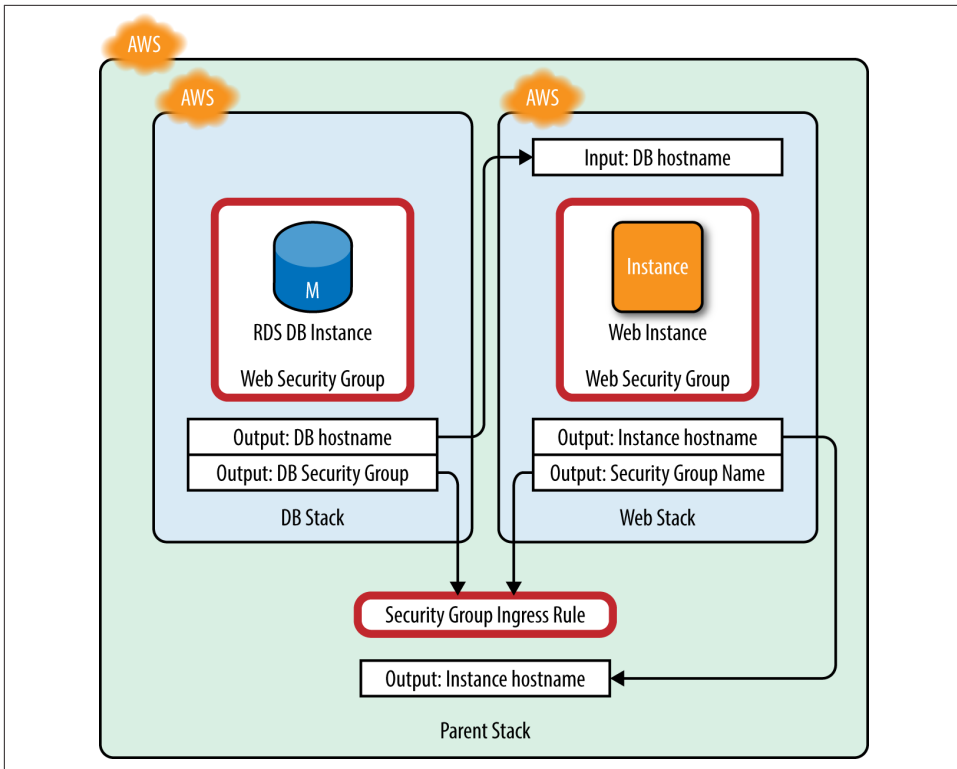 AWS
AWS
AWS
Input: DB hostname
M
RDS DB Instance
Web Security Group
Instance
Web Instance
Web Security Group
Output: DB hostname
Output: DB Security Group
DB Stack
Output: Instance hostname
Output: Security Group Name
Web Stack
Security Group Ingress Rule
Output: Instance hostname
Parent Stack